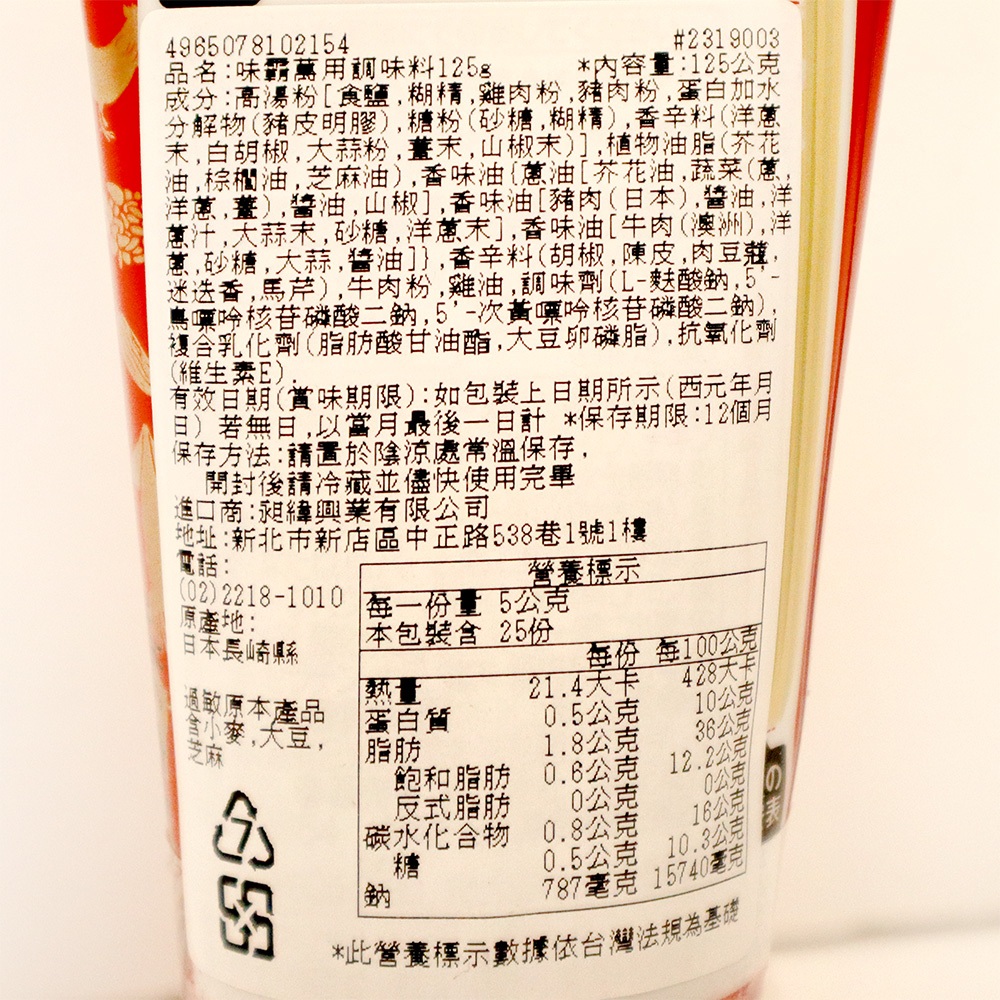 4965078102154 #2319003
品名:味霸萬用調味料125g *內容量:125公克
成分:高湯粉[食鹽,糊精,雞肉粉,豬肉粉,蛋白加水
分解物(豬皮明膠),糖粉(砂糖,糊精),香辛料(洋蔥
末,白胡椒,大蒜粉,薑末,山椒末)],植物油脂(芥花
油,棕櫚油,芝麻油),香味油{蔥油[芥花油,蔬菜(蔥,
洋蔥,薑),醬油,山椒],香味油[豬肉(日本),醬油,洋
蔥汁,大蒜末,砂糖,洋蔥末],香味油[牛肉(澳洲),洋
蔥,砂糖,大蒜,醬油]},香辛料(胡椒,陳皮,肉豆蔻,
迷迭香,馬芹),牛肉粉,雞油,調味劑(L-麩酸鈉,5'-
鳥嘌呤核苷磷酸二鈉,5'-次黃嘌呤核苷磷酸二鈉),
複合乳化劑(脂肪酸甘油酯,大豆卵磷脂),抗氧化劑
(維生素E).
有效日期(賞味期限):如包裝上日期所示(西元年月
日) 若無日,以當月最後一日計 *保存期限:12個月
保存方法:請置於陰涼處常溫保存,
開封後請冷藏並儘快使用完畢
進口商:昶緯興業有限公司
地址:新北市新店區中正路538巷1號1樓
電話:
(02)2218-1010
原產地:
日本長崎縣
過敏原本產品
含小麥,大豆,
芝麻
營養標示
每一份量 5公克
本包裝含 25份
每份 每100公克
熱量 21.4大卡 428大卡
蛋白質 0.5公克 10公克
脂肪 1.8公克 36公克
飽和脂肪 0.6公克 12.2公克
反式脂肪 0公克 0公克
碳水化合物 0.8公克 16公克
糖 0.5公克 10.3公克
鈉 787毫克 15740毫克
*此營養標示數據依台灣法規為基礎
7
の
表